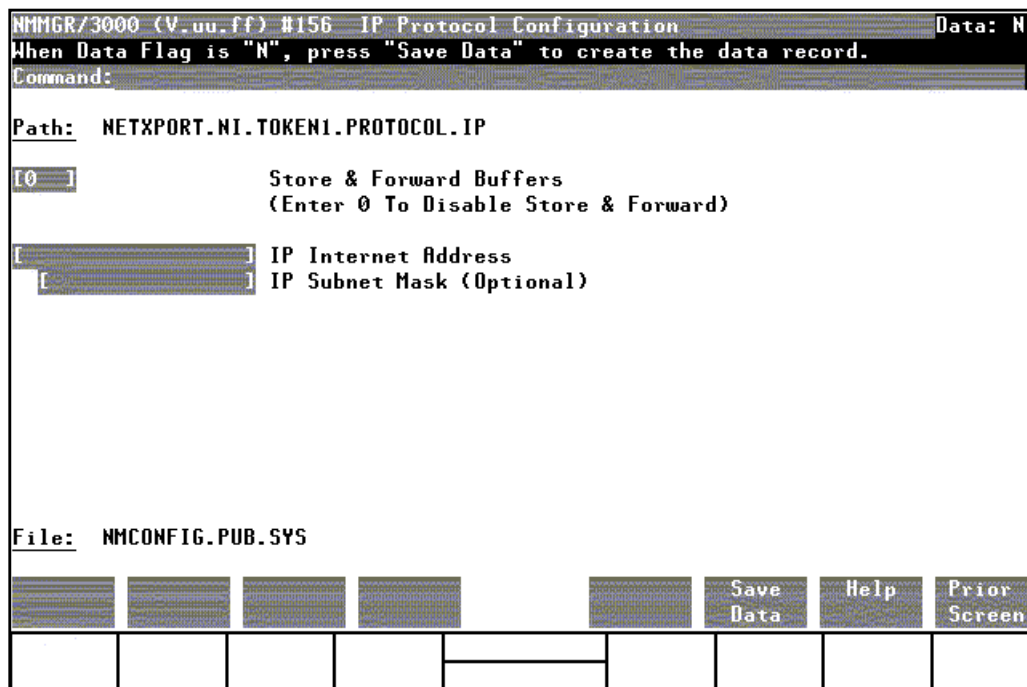 NMMGR/3000 (V.uu.ff) #156 IP Protocol Configuration Data: N
When Data Flag is "N", press "Save Data" to create the data record.
Command:
Path: NETXPORT.NI.TOKEN1.PROTOCOL.IP
[0 ] Store & Forward Buffers
(Enter 0 To Disable Store & Forward)
[ ] IP Internet Address
[ ] IP Subnet Mask (Optional)
File: NMCONFIG.PUB.SYS
Save Data
Help
Prior Screen